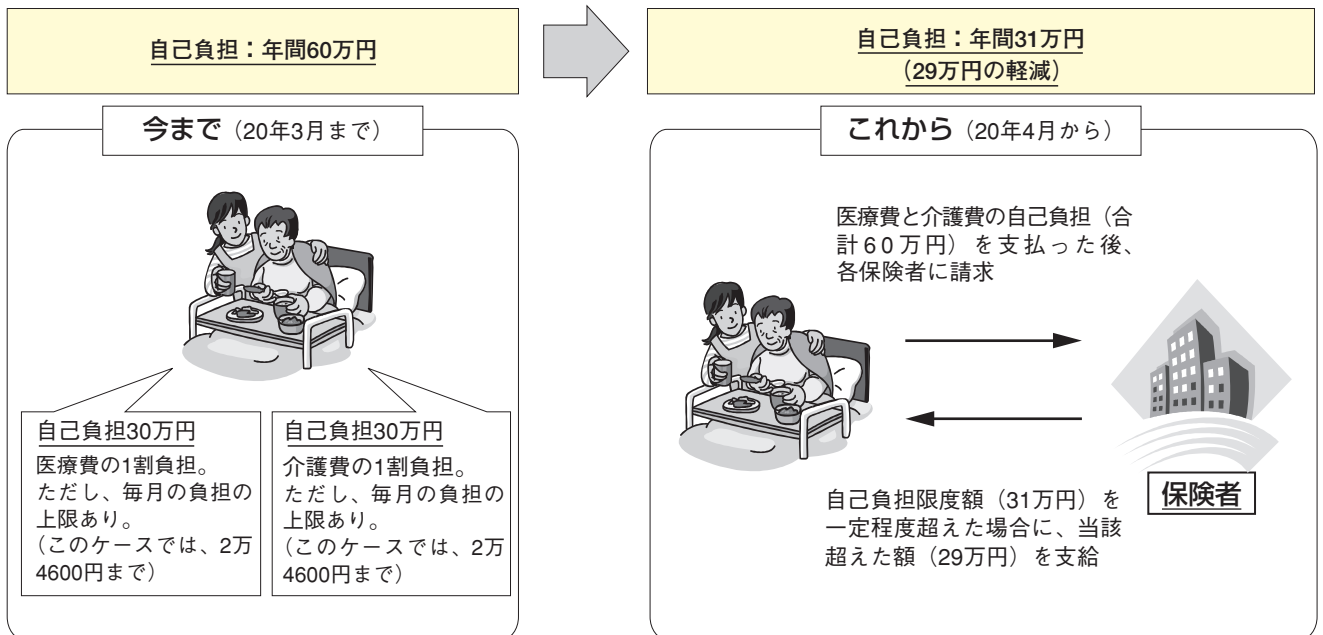 自己負担：年間60万円
自己負担：年間31万円
（29万円の軽減）
今まで（20年3月まで）
自己負担30万円
医療費の1割負担。
ただし、毎月の負担の
上限あり。
（このケースでは、2万
4600円まで）
自己負担30万円
介護費の1割負担。
ただし、毎月の負担の
上限あり。
（このケースでは、2万
4600円まで）
これから（20年4月から）
医療費と介護費の自己負担（合
計60万円）を支払った後、
各保険者に請求
自己負担限度額（31万円）を
一定程度超えた場合に、当該
超えた額（29万円）を支給
保険者